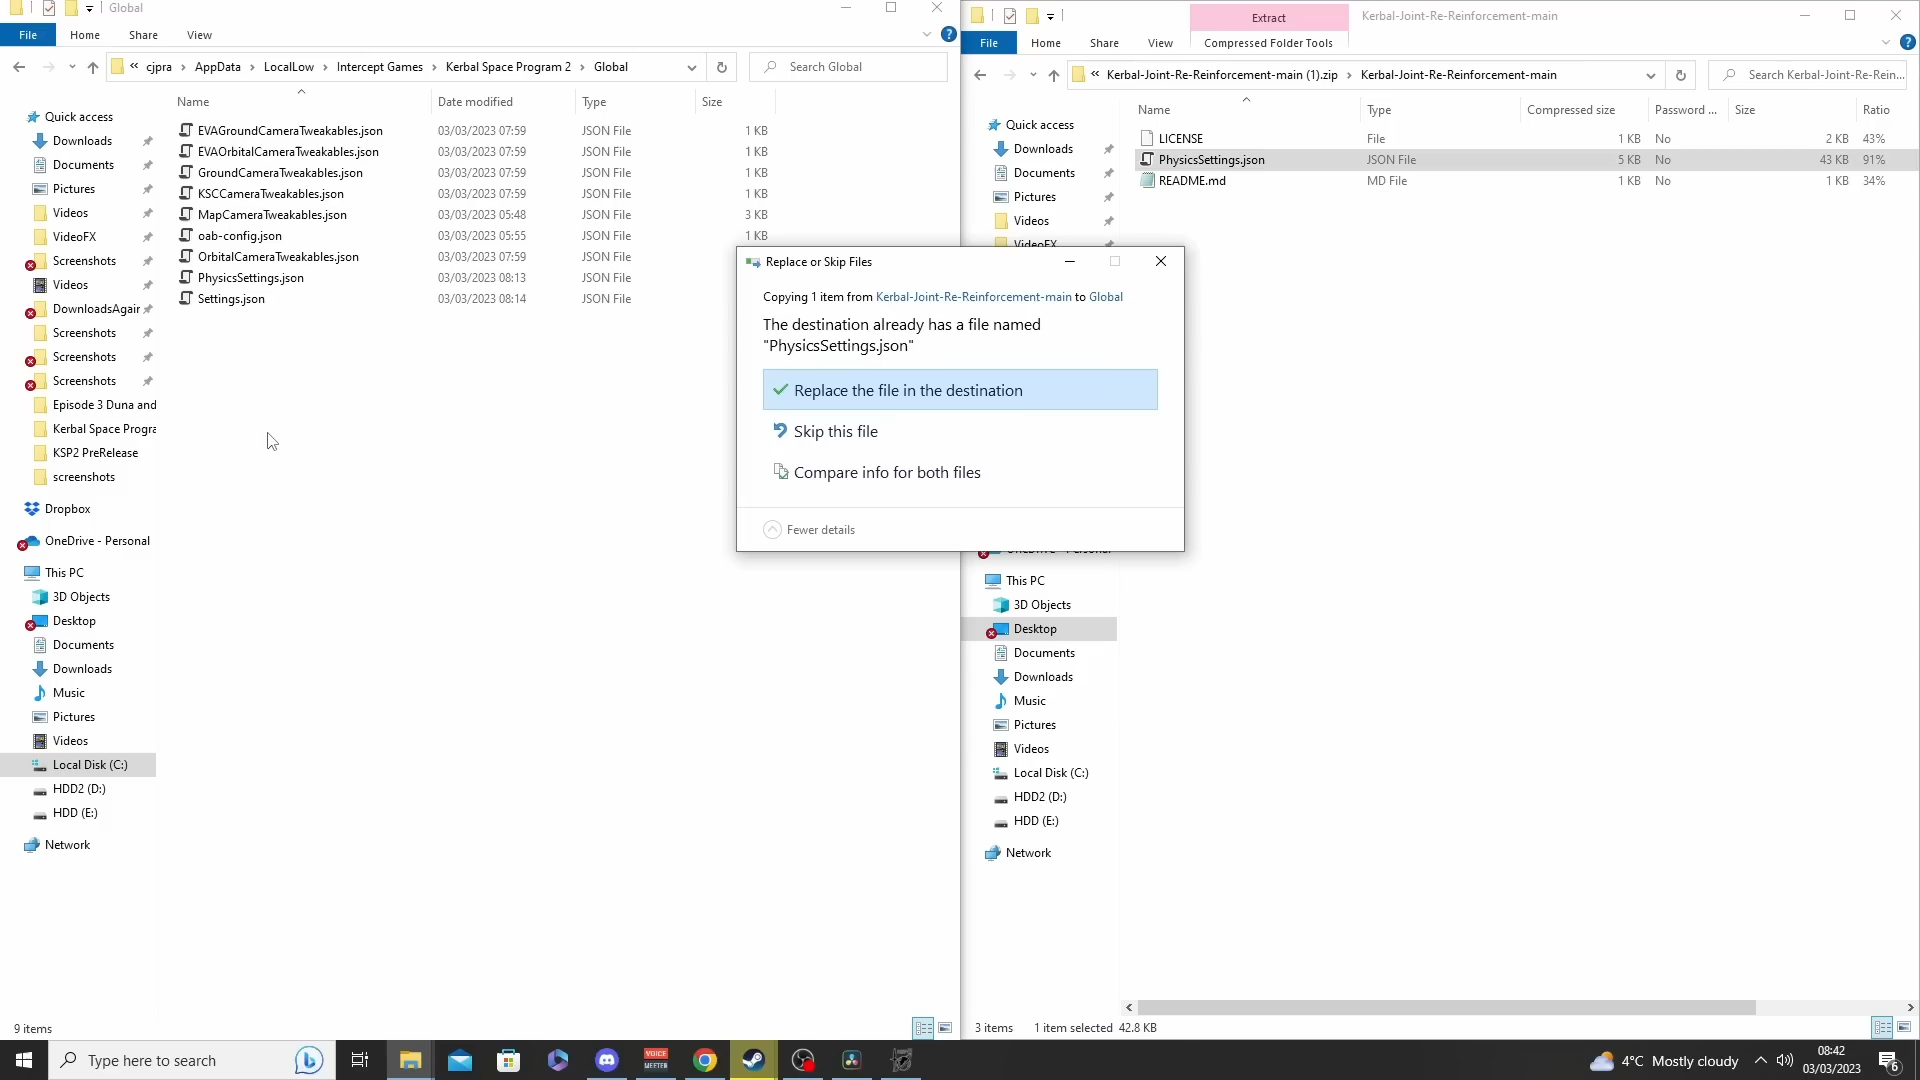 Global
File
Home
Share
View
« cjpra › AppData › LocalLow › Intercept Games › Kerbal Space Program 2 › Global
Search Global
Name
Date modified
Type
Size
Quick access
Downloads
Documents
Pictures
Videos
VideoFX
Screenshots
Videos
DownloadsAgair
Screenshots
Screenshots
Screenshots
Episode 3 Duna and
Kerbal Space Progra
KSP2 PreRelease
screenshots
Dropbox
OneDrive - Personal
This PC
3D Objects
Desktop
Documents
Downloads
Music
Pictures
Videos
Local Disk (C:)
HDD2 (D:)
HDD (E:)
Network
EVAGroundCameraTweakables.json 03/03/2023 07:59 JSON File 1 KB
EVAOrbitalCameraTweakables.json 03/03/2023 07:59 JSON File 1 KB
GroundCameraTweakables.json 03/03/2023 07:59 JSON File 1 KB
KSCCameraTweakables.json 03/03/2023 07:59 JSON File 1 KB
MapCameraTweakables.json 03/03/2023 05:48 JSON File 3 KB
oab-config.json 03/03/2023 05:55 JSON File 1 KB
OrbitalCameraTweakables.json 03/03/2023 07:59 JSON File
PhysicsSettings.json 03/03/2023 08:13 JSON File
Settings.json 03/03/2023 08:14 JSON File
9 items
Replace or Skip Files
Copying 1 item from Kerbal-Joint-Re-Reinforcement-main to Global
The destination already has a file named
"PhysicsSettings.json"
Replace the file in the destination
Skip this file
Compare info for both files
Fewer details
Extract
Kerbal-Joint-Re-Reinforcement-main
File
Home
Share
View
Compressed Folder Tools
« Kerbal-Joint-Re-Reinforcement-main (1).zip › Kerbal-Joint-Re-Reinforcement-main
Search Kerbal-Joint-Re-Rein...
Name
Type
Compressed size
Password ...
Size
Ratio
LICENSE File 1 KB No 2 KB 43%
PhysicsSettings.json JSON File 5 KB No 43 KB 91%
README.md MD File 1 KB No 1 KB 34%
Quick access
Downloads
Documents
Pictures
Videos
VideoFX
OneDrive - Personal
This PC
3D Objects
Desktop
Documents
Downloads
Music
Pictures
Videos
Local Disk (C:)
HDD2 (D:)
HDD (E:)
Network
3 items 1 item selected 42.8 KB
Type here to search
VOICE
MEETER
4°C Mostly cloudy
08:42
03/03/2023
6